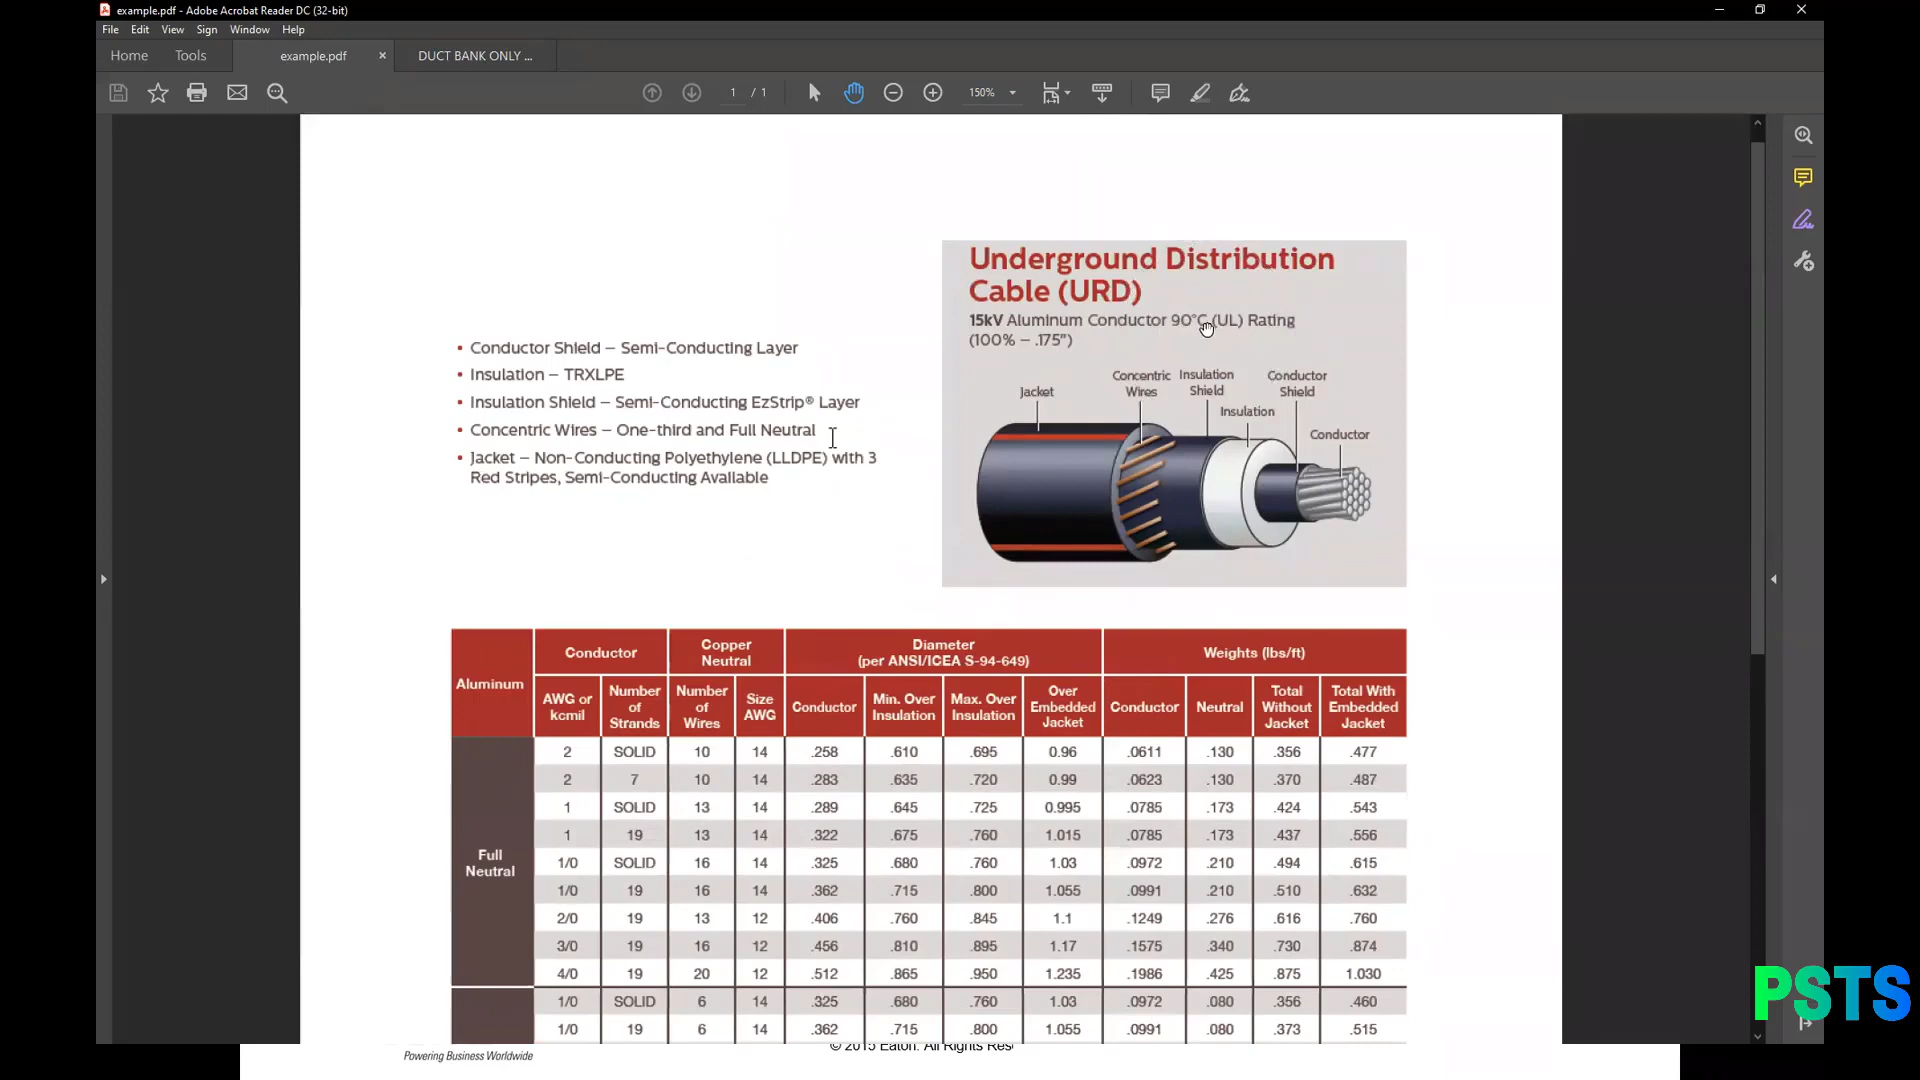 example.pdf - Adobe Acrobat Reader DC (32-bit)
File Edit View Sign Window Help
Home Tools example.pdf × DUCT BANK ONLY ...
1 / 1 150%
Underground Distribution
Cable (URD)
15kV Aluminum Conductor 90°C (UL) Rating
(100% – .175")
• Conductor Shield – Semi-Conducting Layer
• Insulation – TRXLPE
• Insulation Shield – Semi-Conducting EzStrip® Layer
• Concentric Wires – One-third and Full Neutral
• Jacket – Non-Conducting Polyethylene (LLDPE) with 3
Red Stripes, Semi-Conducting Available
Jacket
Concentric
Wires
Insulation
Shield
Insulation
Conductor
Shield
Conductor
Aluminum
Conductor
Copper
Neutral
Diameter
(per ANSI/ICEA S-94-649)
Weights (lbs/ft)
AWG or
kcmil
Number
of
Strands
Number
of
Wires
Size
AWG
Conductor
Min. Over
Insulation
Max. Over
Insulation
Over
Embedded
Jacket
Conductor
Neutral
Total
Without
Jacket
Total With
Embedded
Jacket
Full
Neutral
2 SOLID 10 14 .258 .610 .695 0.96 .0611 .130 .356 .477
2 7 10 14 .283 .635 .720 0.99 .0623 .130 .370 .487
1 SOLID 13 14 .289 .645 .725 0.995 .0785 .173 .424 .543
1 19 13 14 .322 .675 .760 1.015 .0785 .173 .437 .556
1/0 SOLID 16 14 .325 .680 .760 1.03 .0972 .210 .494 .615
1/0 19 16 14 .362 .715 .800 1.055 .0991 .210 .510 .632
2/0 19 13 12 .406 .760 .845 1.1 .1249 .276 .616 .760
3/0 19 16 12 .456 .810 .895 1.17 .1575 .340 .730 .874
4/0 19 20 12 .512 .865 .950 1.235 .1986 .425 .875 1.030
1/0 SOLID 6 14 .325 .680 .760 1.03 .0972 .080 .356 .460
1/0 19 6 14 .362 .715 .800 1.055 .0991 .080 .373 .515
PSTS
Powering Business Worldwide
© 2015 Eaton. All Rights Res